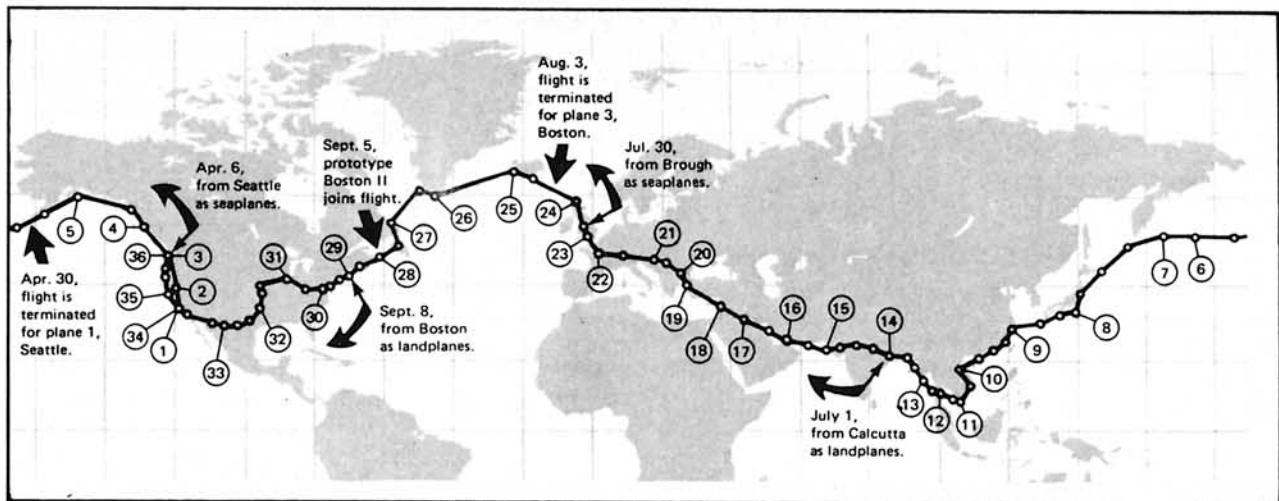 Aug. 3,
flight is
terminated
for plane 3,
Boston.
Jul. 30,
from Brough
as seaplanes.
Sept. 5,
prototype
Boston II
joins flight.
Apr. 6,
from Seattle
as seaplanes.
Apr. 30,
flight is
terminated
for plane 1,
Seattle.
Sept. 8,
from Boston
as landplanes.
July 1,
from Calcutta
as landplanes.
1
2
3
4
5
6
7
8
9
10
11
12
13
14
15
16
17
18
19
20
21
22
23
24
25
26
27
28
29
30
31
32
33
34
35
36